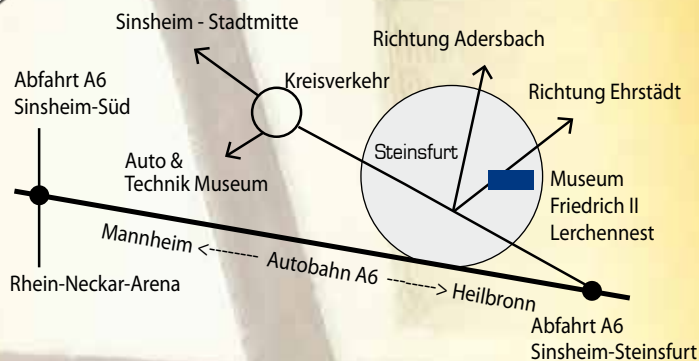 Sinsheim - Stadtmitte
Richtung Adersbach
Abfahrt A6
Sinsheim-Süd
Kreisverkehr
Richtung Ehrstädt
Steinsfurt
Auto &
Technik Museum
Museum
Friedrich II
Lerchennest
Mannheim <------- Autobahn A6 -------> Heilbronn
Rhein-Neckar-Arena
Abfahrt A6
Sinsheim-Steinsfurt